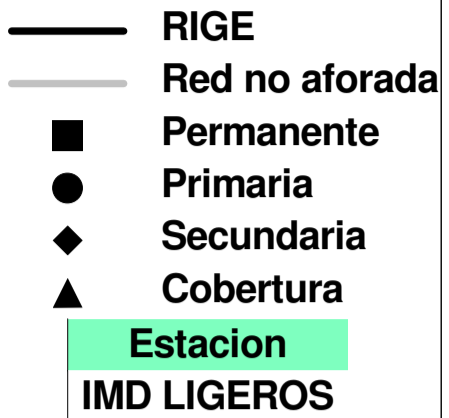 RIGE
Red no aforada
Permanente
Primaria
Secundaria
Cobertura
Estacion
IMD LIGEROS